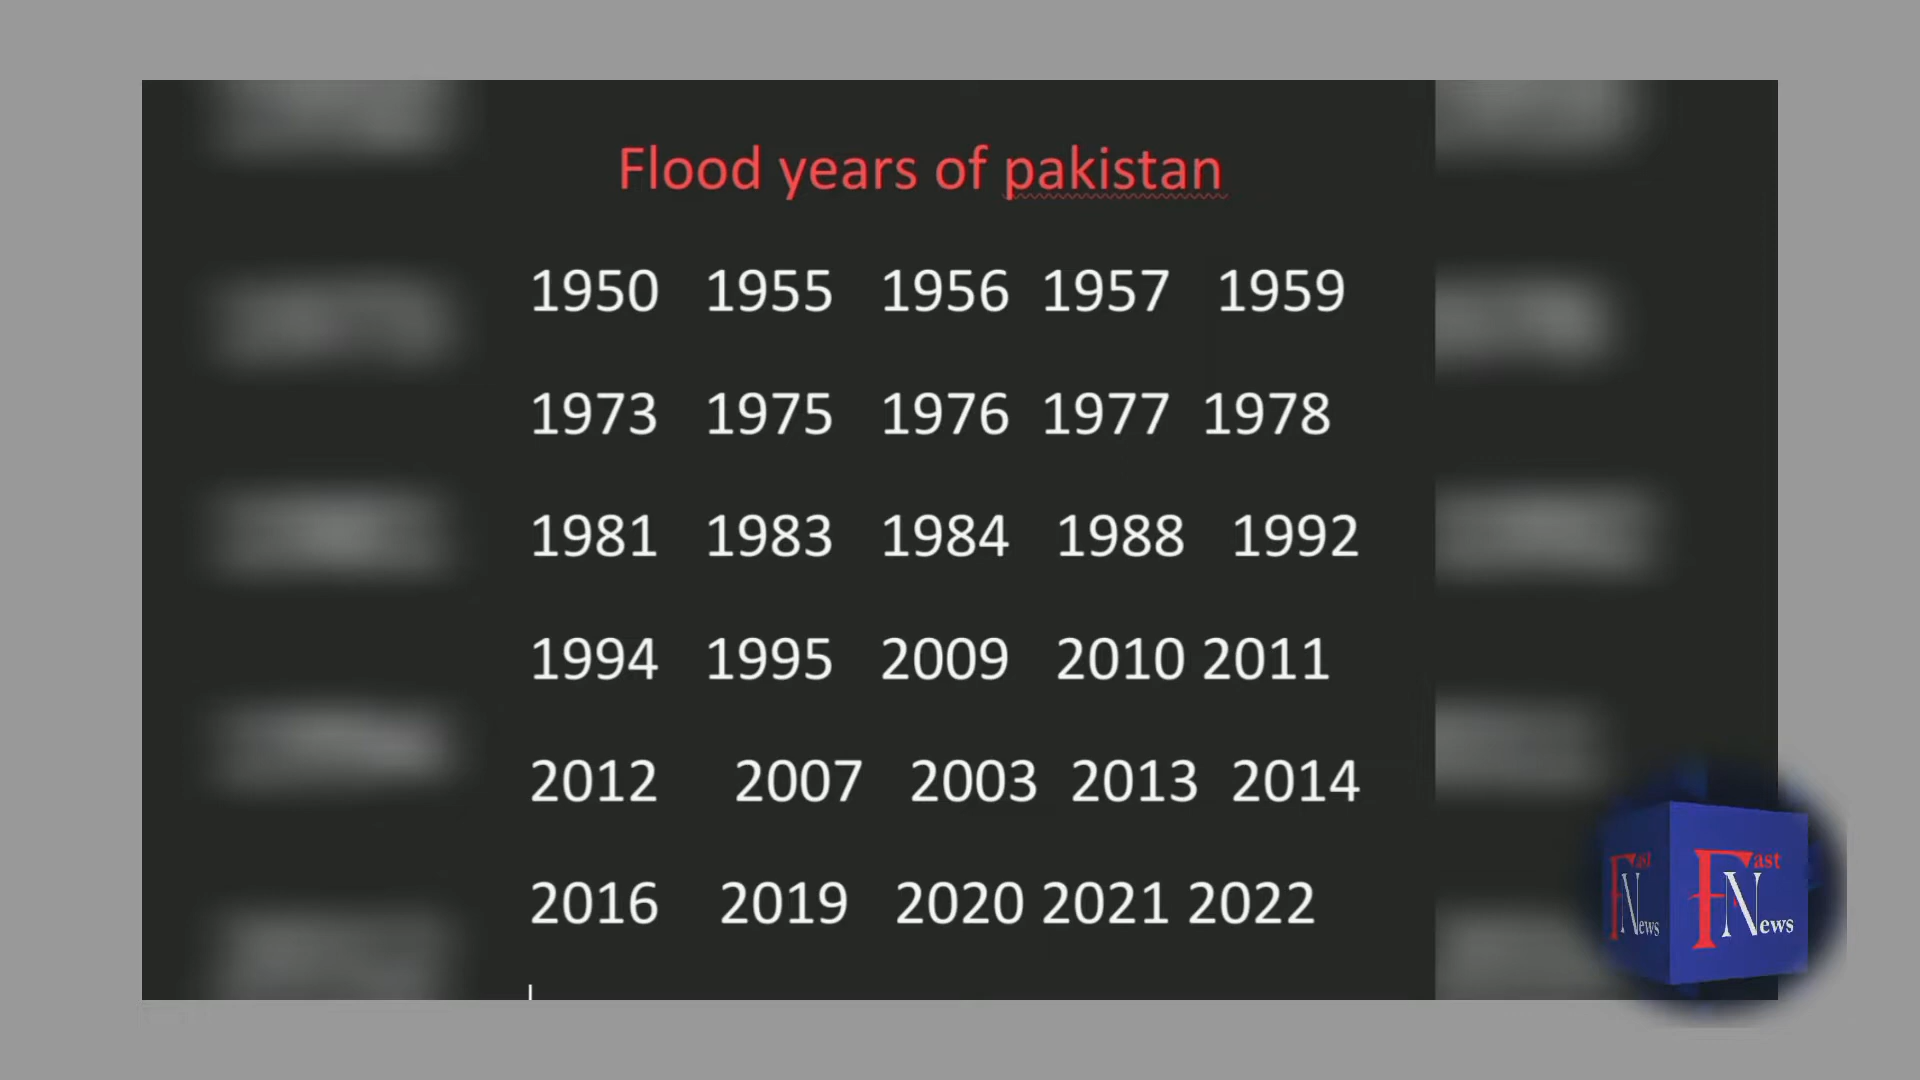 Flood years of pakistan
1950 1955 1956 1957 1959
1973 1975 1976 1977 1978
1981 1983 1984 1988 1992
1994 1995 2009 2010 2011
2012 2007 2003 2013 2014
2016 2019 2020 2021 2022
Fast News
Fast News